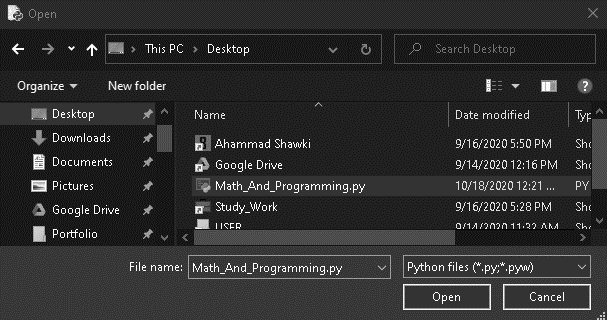 Open
This PC > Desktop
Search Desktop
Organize
New folder
Name
Date modified
Typ
Desktop
Downloads
Documents
Pictures
Google Drive
Portfolio
Ahammad Shawki 9/16/2020 5:50 PM Sho
Google Drive 9/14/2020 12:16 PM Sho
Math_And_Programming.py 10/18/2020 12:21 ... PY
Study_Work 9/16/2020 5:28 PM Sho
USER 9/14/2020 11:32 AM Sho
File name: Math_And_Programming.py
Python files (*.py;*.pyw)
Open
Cancel